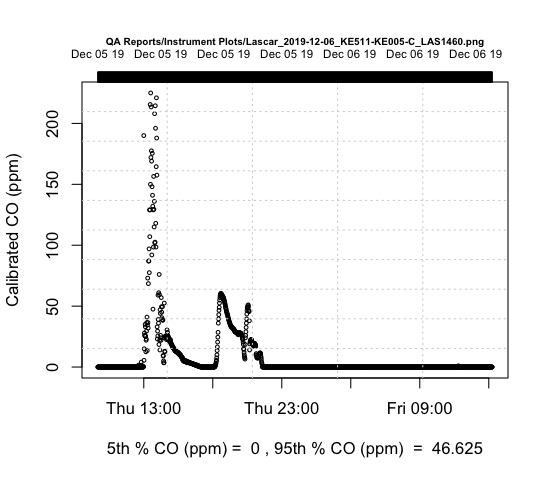 QA Reports/Instrument Plots/Lascar_2019-12-06_KE511-KE005-C_LAS1460.png
Dec 05 19 Dec 05 19 Dec 05 19 Dec 05 19 Dec 06 19 Dec 06 19 Dec 06 19
Calibrated CO (ppm)
200
150
100
50
0
Thu 13:00 Thu 23:00 Fri 09:00
5th % CO (ppm) = 0 , 95th % CO (ppm) = 46.625